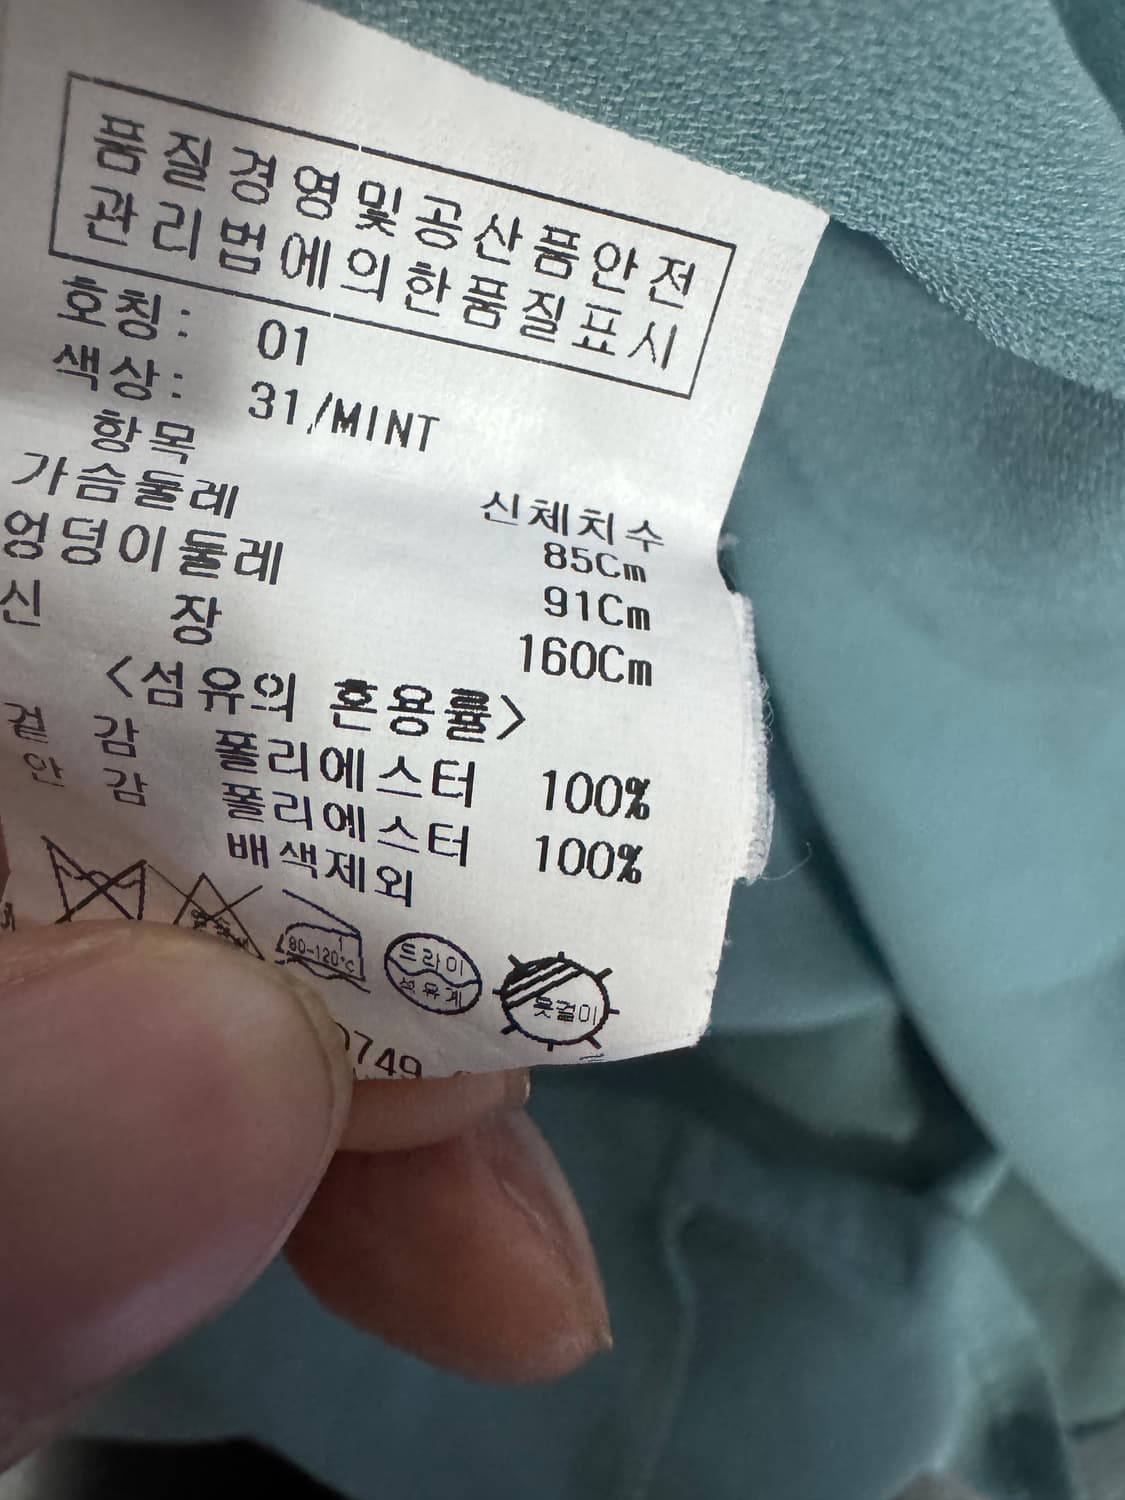 품질경영및공산품안전
관리법에의한품질표시
호칭: 01
색상: 31/MINT
항목 신체치수
가슴둘레 85Cm
엉덩이둘레 91Cm
신 장 160Cm
<섬유의 혼용률>
겉 감 폴리에스터 100%
안 감 폴리에스터 100%
배색제외
80-120°C
드라이
석유계
옷걸이
0749